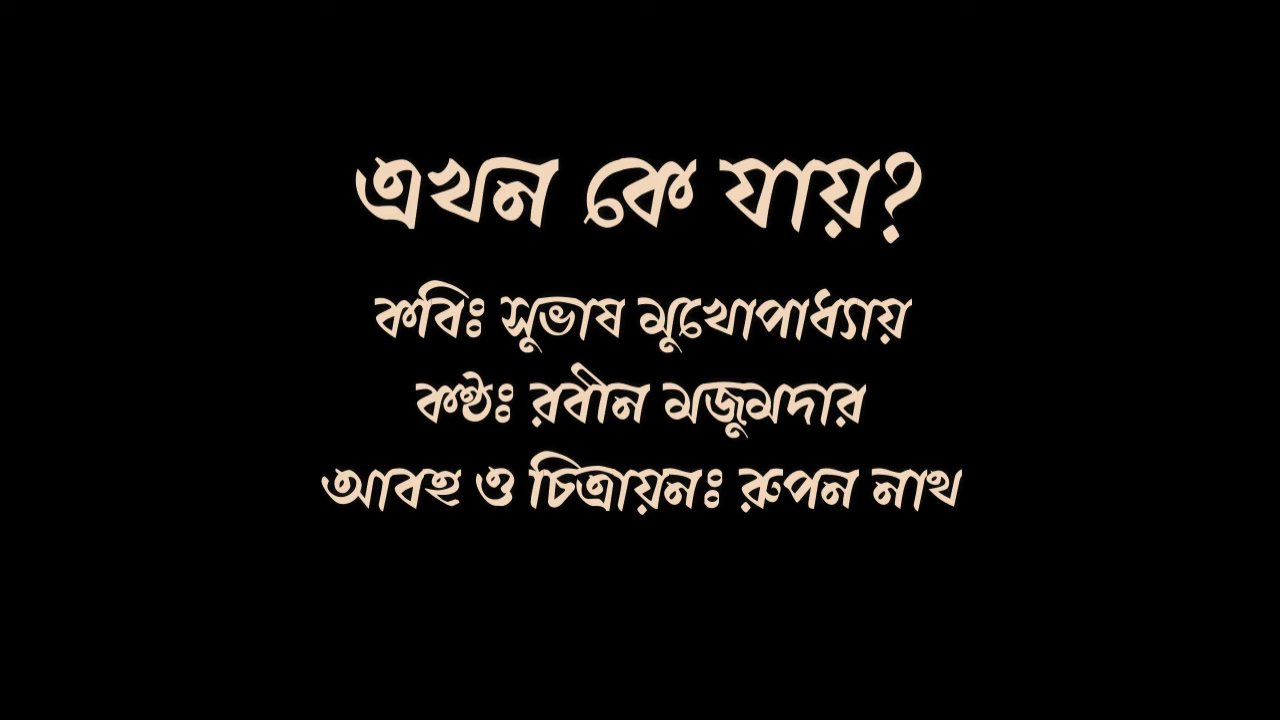 এখন কে যায়?
কবিঃ সুভাষ মুখোপাধ্যায়
কণ্ঠঃ রবীন মজুমদার
আবহ ও চিত্রায়নঃ রুপন নাথ